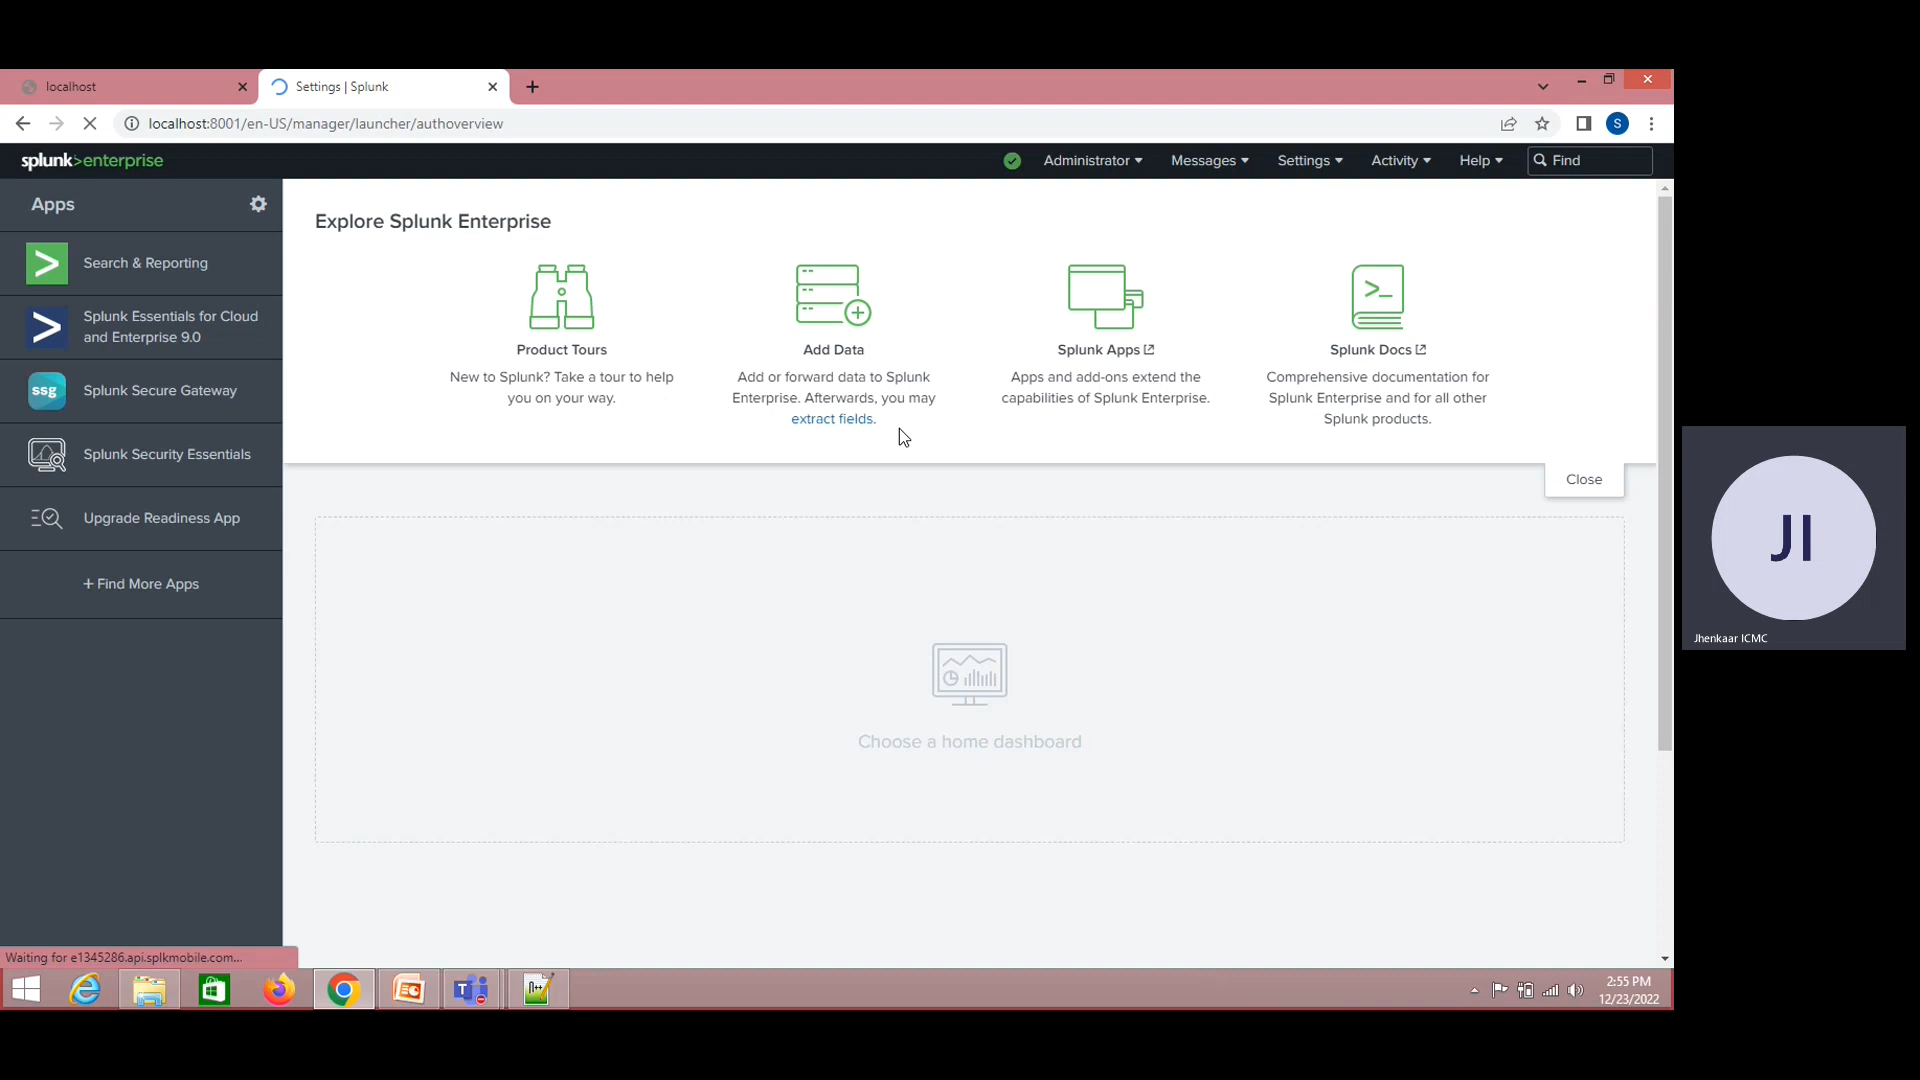 localhost
Settings | Splunk
localhost:8001/en-US/manager/launcher/authoverview
S
splunk>enterprise
Administrator
Messages
Settings
Activity
Help
Find
Apps
Search & Reporting
Splunk Essentials for Cloud
and Enterprise 9.0
ssg
Splunk Secure Gateway
Splunk Security Essentials
Upgrade Readiness App
+ Find More Apps
Explore Splunk Enterprise
Product Tours
New to Splunk? Take a tour to help
you on your way.
Add Data
Add or forward data to Splunk
Enterprise. Afterwards, you may
extract fields.
Splunk Apps
Apps and add-ons extend the
capabilities of Splunk Enterprise.
Splunk Docs
Comprehensive documentation for
Splunk Enterprise and for all other
Splunk products.
Close
Choose a home dashboard
JI
Jhenkaar ICMC
Waiting for e1345286.api.splkmobile.com...
2:55 PM
12/23/2022